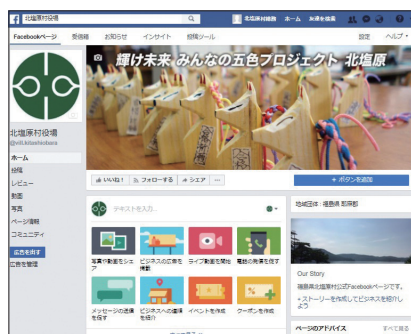 北塩原村役場
北塩原村総務 ホーム 友達を検索
Facebookページ 受信箱 お知らせ インサイト 投稿ツール 設定 ヘルプ
輝け未来 みんなの五色プロジェクト 北塩原
北塩原村役場
@vill.kitashiobara
ホーム
投稿
レビュー
動画
写真
ページ情報
コミュニティ
広告を出す
広告を管理
いいね! フォローする シェア ...
+ ボタンを追加
テキストを入力...
写真や動画をシェア
ビジネスの広告を掲載
ライブ動画を開始
電話の発信を促す
メッセージの送信を促す
ビジネスへの道順を紹介
イベントを作成
クーポンを作成
地域団体・福島県 耶麻郡
Our Story
福島県北塩原村公式Facebookページです。
+ ストーリーを作成してビジネスを紹介しよう
ページのアドバイス すべて見る